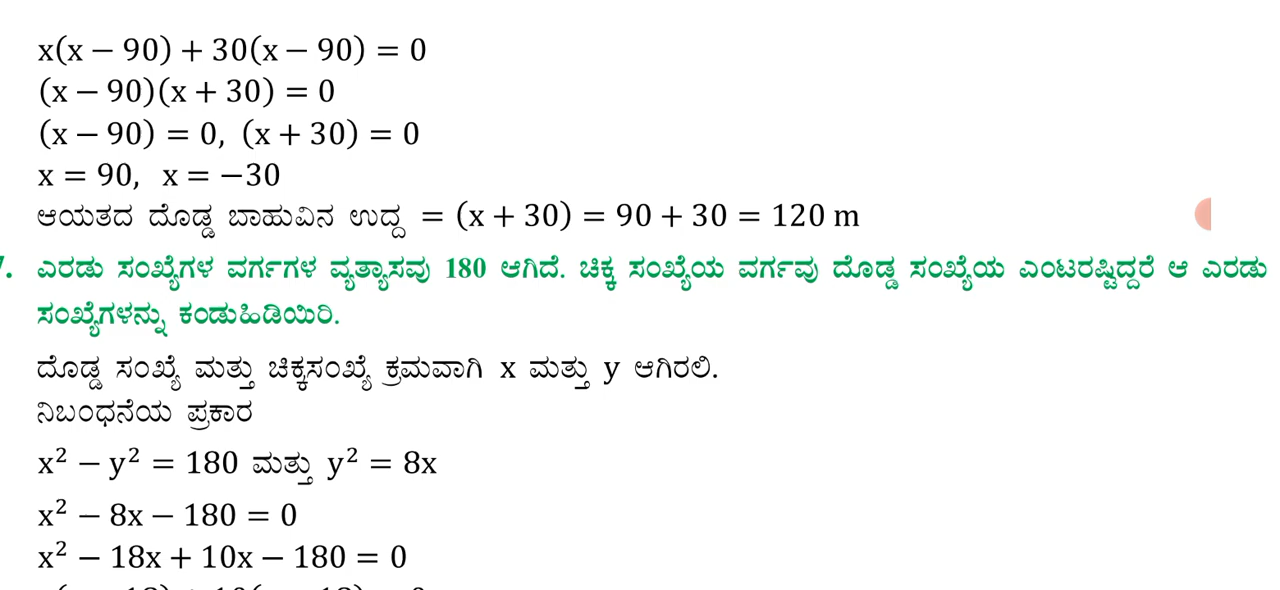 x(x − 90) + 30(x − 90) = 0
(x − 90)(x + 30) = 0
(x − 90) = 0, (x + 30) = 0
x = 90, x = −30
ಆಯತದ ದೊಡ್ಡ ಬಾಹುವಿನ ಉದ್ದ = (x + 30) = 90 + 30 = 120 m
. ಎರಡು ಸಂಖ್ಯೆಗಳ ವರ್ಗಗಳ ವ್ಯತ್ಯಾಸವು 180 ಆಗಿದೆ. ಚಿಕ್ಕ ಸಂಖ್ಯೆಯ ವರ್ಗವು ದೊಡ್ಡ ಸಂಖ್ಯೆಯ ಎಂಟರಷ್ಟಿದ್ದರೆ ಆ ಎರಡು
ಸಂಖ್ಯೆಗಳನ್ನು ಕಂಡುಹಿಡಿಯಿರಿ.
ದೊಡ್ಡ ಸಂಖ್ಯೆ ಮತ್ತು ಚಿಕ್ಕಸಂಖ್ಯೆ ಕ್ರಮವಾಗಿ x ಮತ್ತು y ಆಗಿರಲಿ.
ನಿಬಂಧನೆಯ ಪ್ರಕಾರ
x² − y² = 180 ಮತ್ತು y² = 8x
x² − 8x − 180 = 0
x² − 18x + 10x − 180 = 0